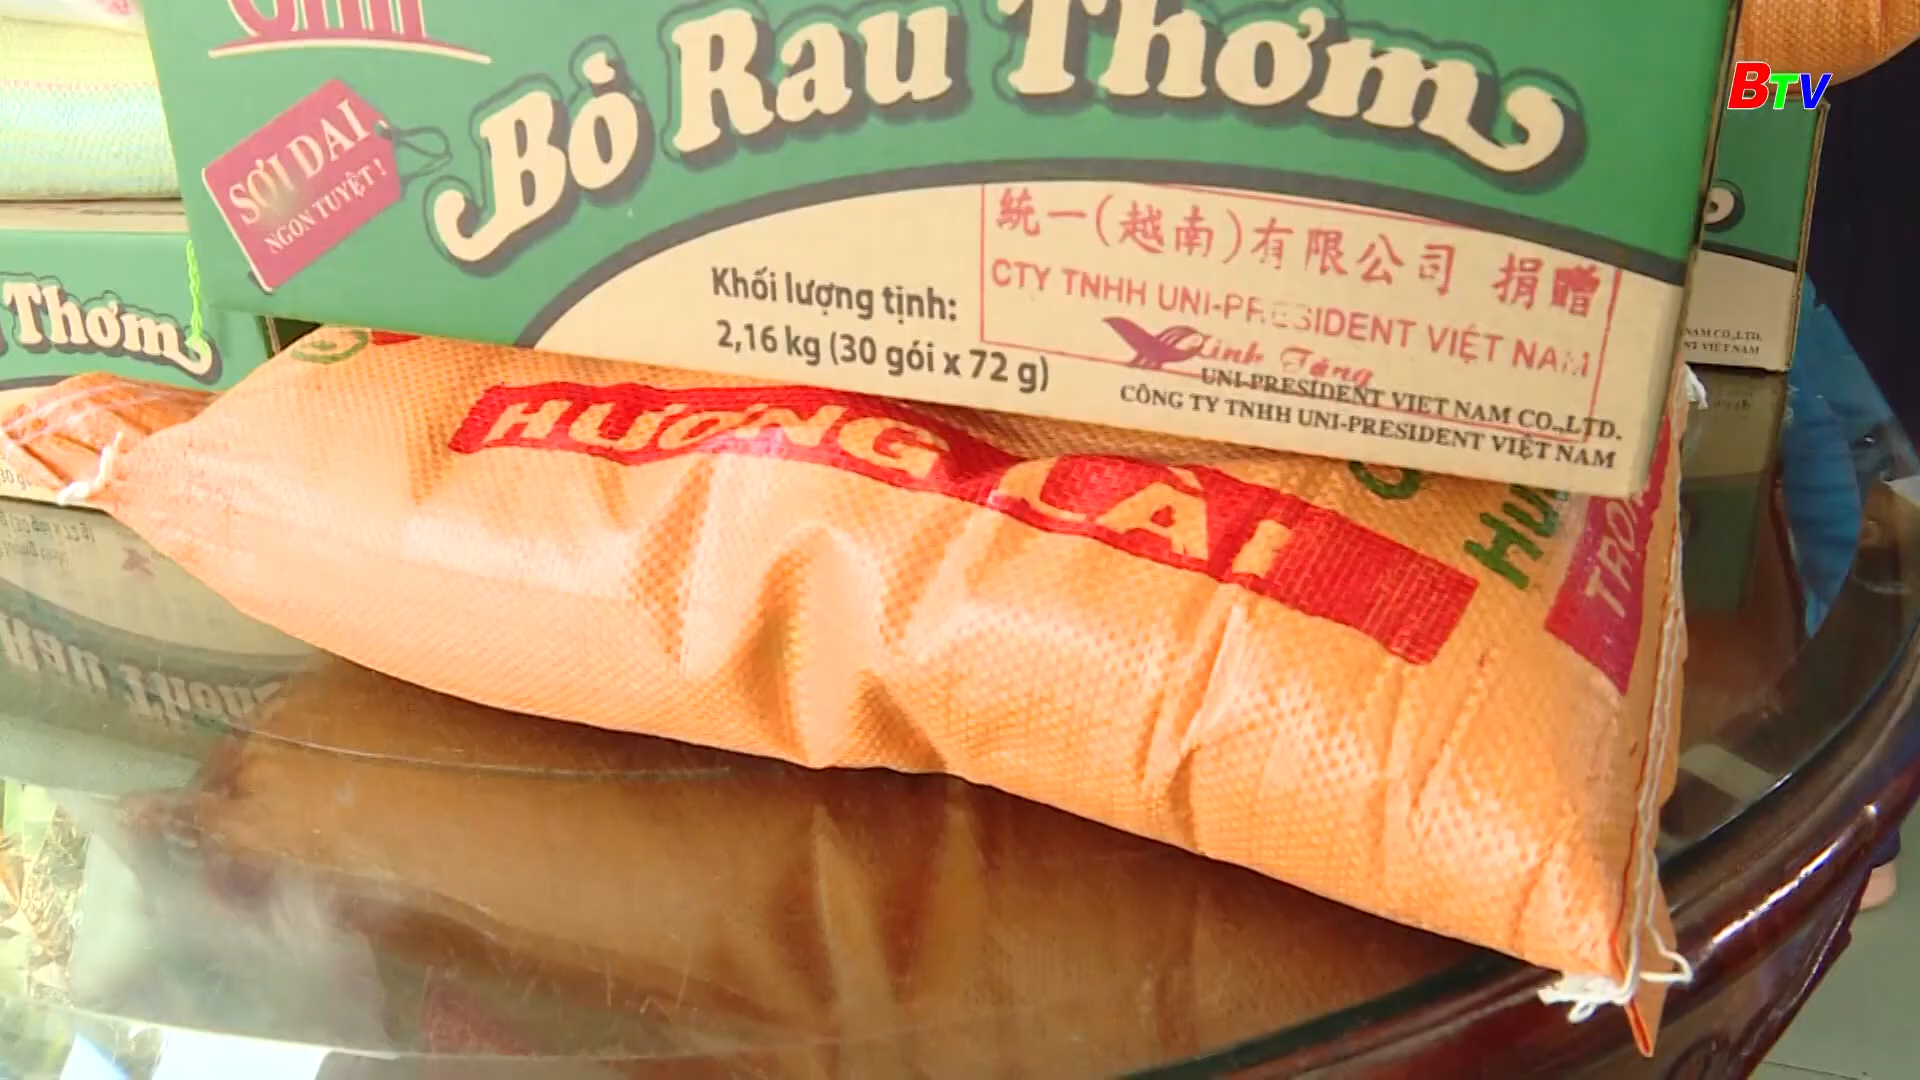 BTV
Bò Rau Thơm
SỢI DAI
NGON TUYỆT!
統一(越南)有限公司 捐贈
CTY TNHH UNI-PRESIDENT VIỆT NAM
Khối lượng tịnh:
2,16 kg (30 gói x 72 g)
UNI-PRESIDENT VIET NAM CO.,LTD.
CÔNG TY TNHH UNI-PRESIDENT VIỆT NAM
Thơm
HƯƠNG LÀI